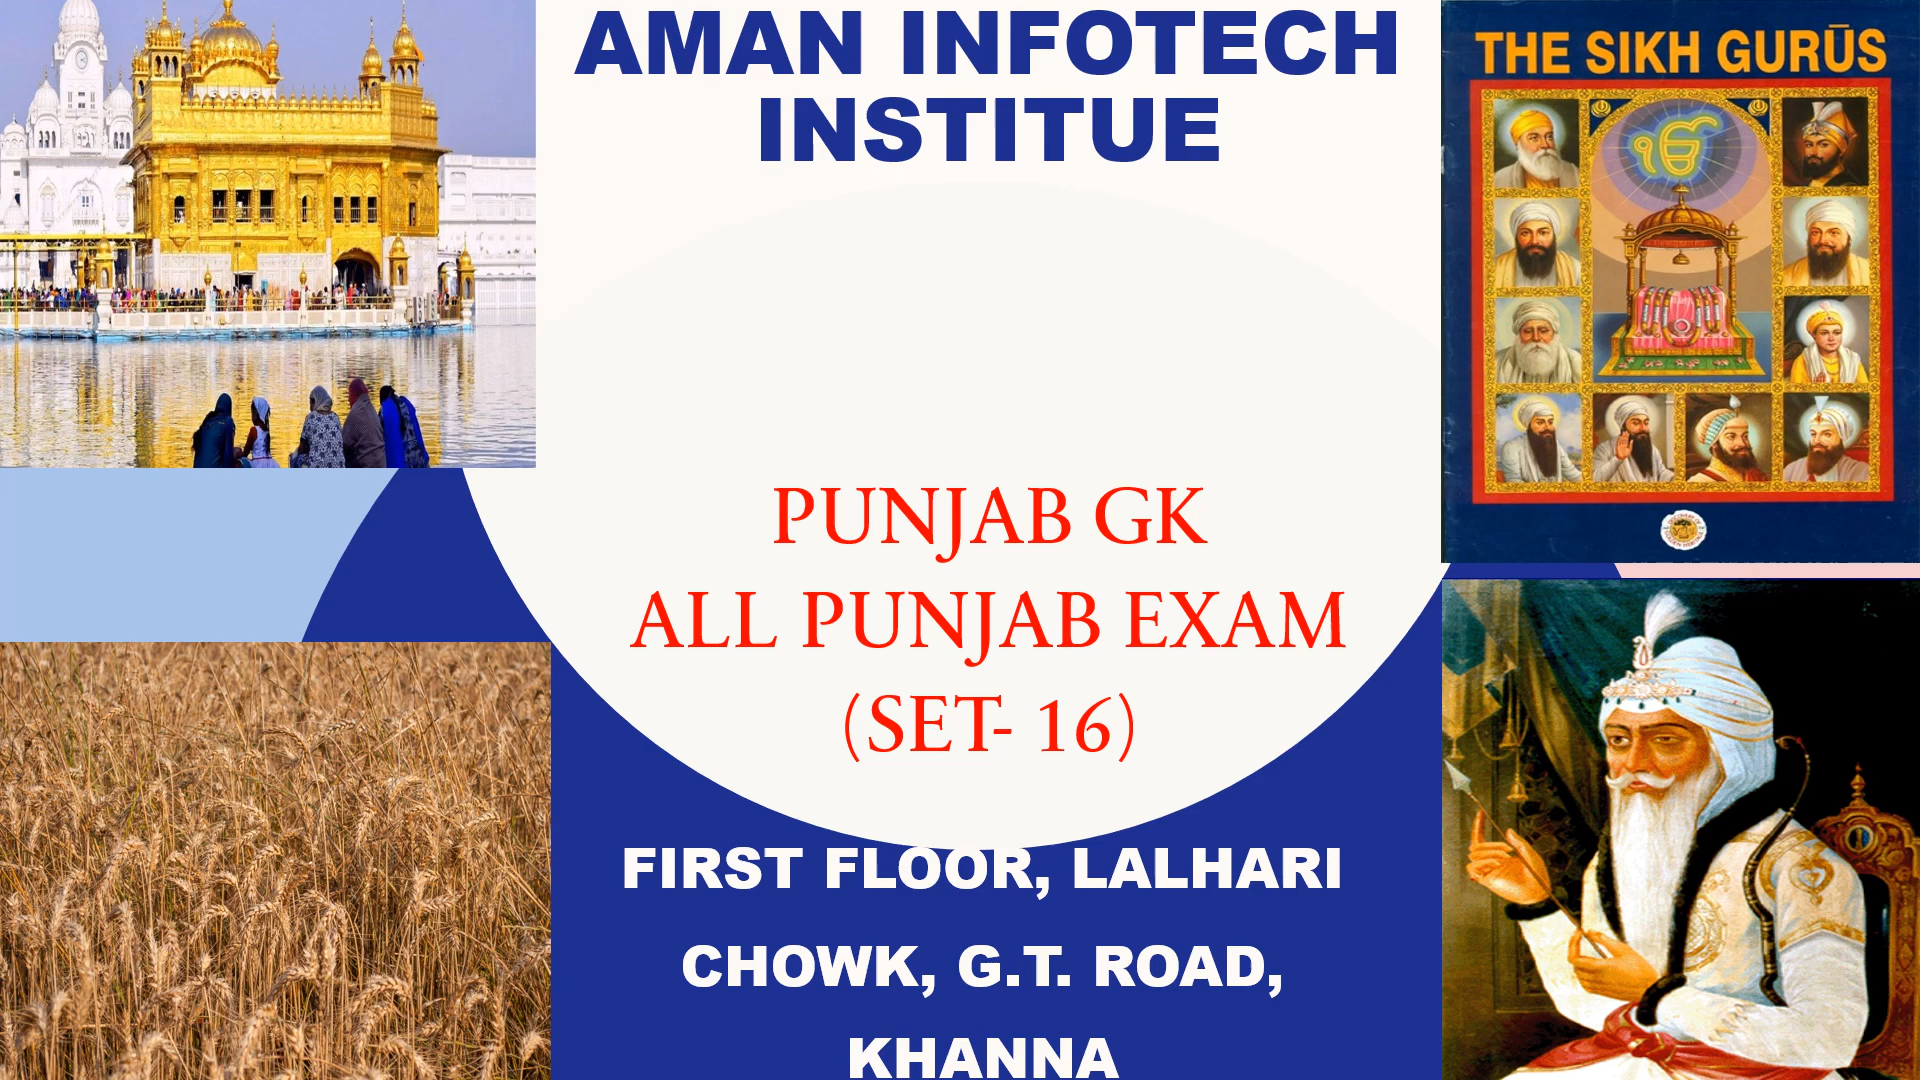 AMAN INFOTECH
INSTITUE
THE SIKH GURŪS
ੴ
PUNJAB GK
ALL PUNJAB EXAM
(SET- 16)
FIRST FLOOR, LALHARI
CHOWK, G.T. ROAD,
KHANNA